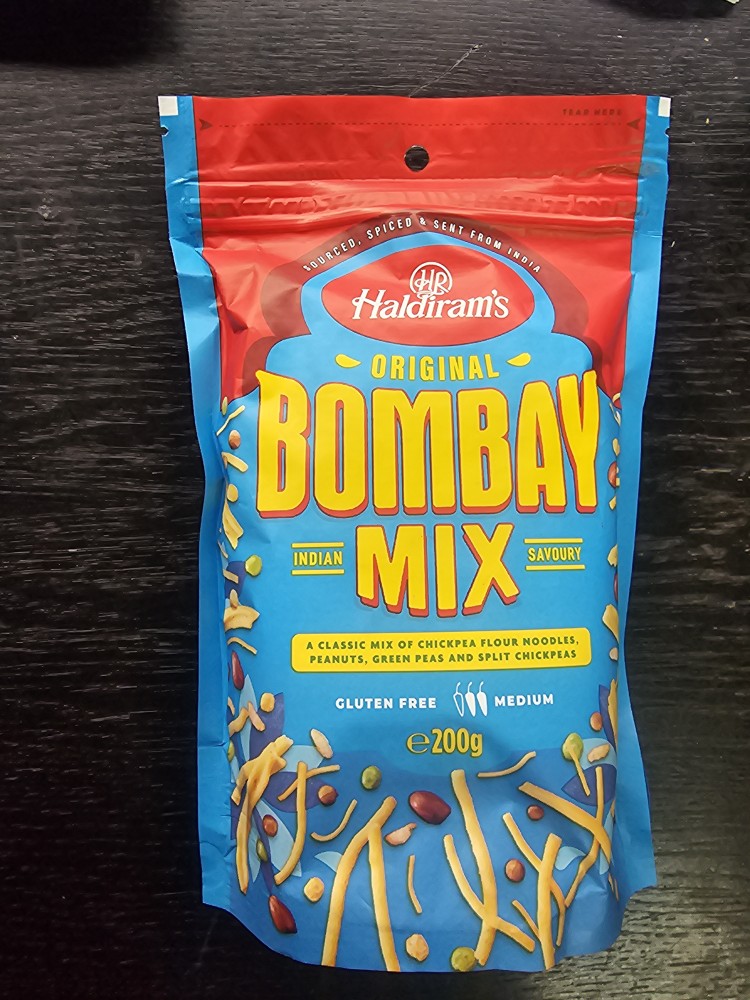 TEAR HERE
SOURCED, SPICED & SENT FROM INDIA
HR
Haldiram's
ORIGINAL
BOMBAY
MIX
INDIAN
SAVOURY
A CLASSIC MIX OF CHICKPEA FLOUR NOODLES,
PEANUTS, GREEN PEAS AND SPLIT CHICKPEAS
GLUTEN FREE
MEDIUM
℮200g